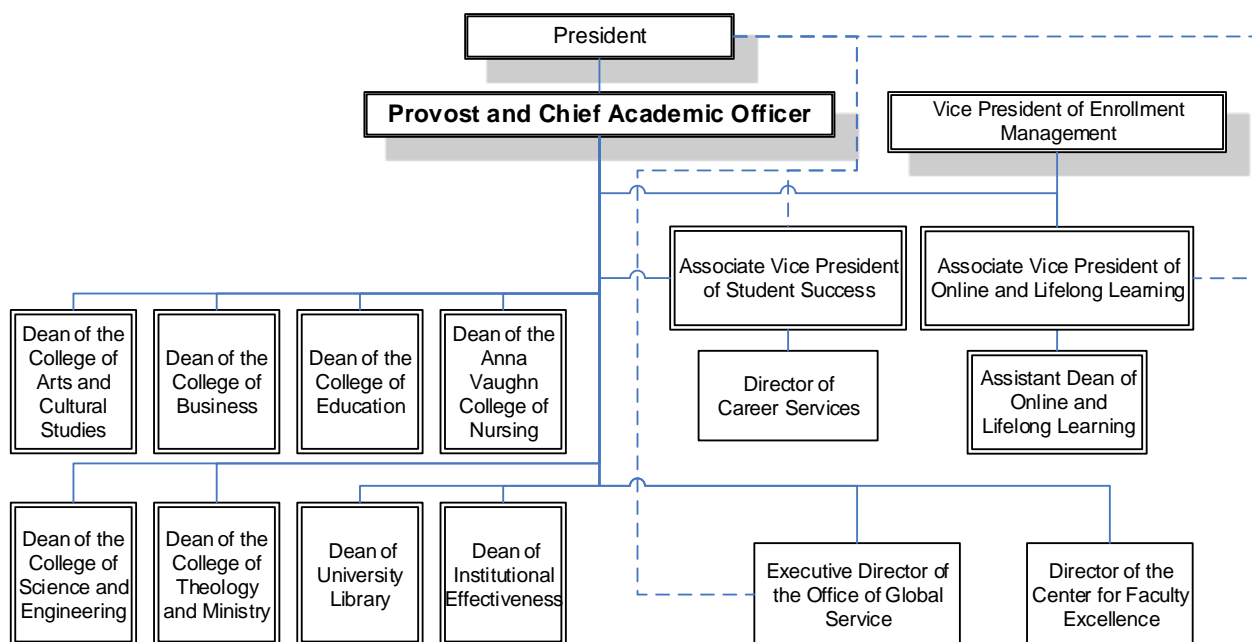 President
Provost and Chief Academic Officer
Vice President of Enrollment
Management
Associate Vice President
of Student Success
Associate Vice President of
Online and Lifelong Learning
Dean of the
College of
Arts and
Cultural
Studies
Dean of the
College of
Business
Dean of the
College of
Education
Dean of the
Anna
Vaughn
College of
Nursing
Director of
Career Services
Assistant Dean of
Online and
Lifelong Learning
Dean of the
College of
Science and
Engineering
Dean of the
College of
Theology
and Ministry
Dean of
University
Library
Dean of
Institutional
Effectiveness
Executive Director of
the Office of Global
Service
Director of the
Center for Faculty
Excellence